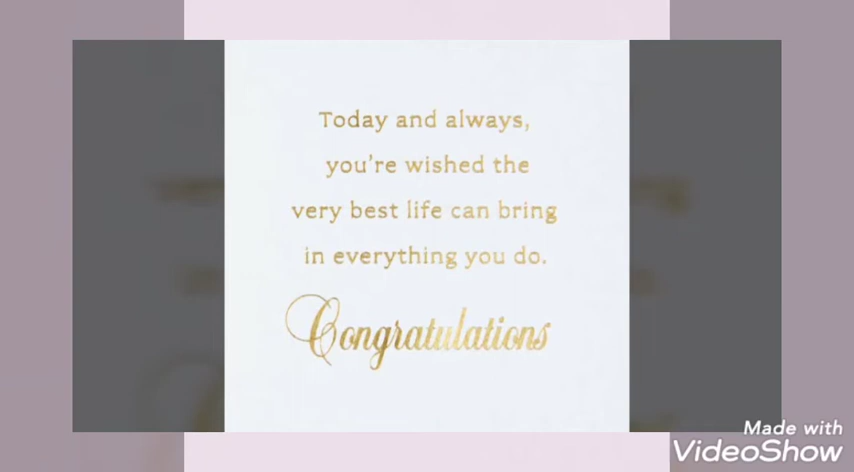 Today and always,
you're wished the
very best life can bring
in everything you do.
Congratulations
Made with
VideoShow